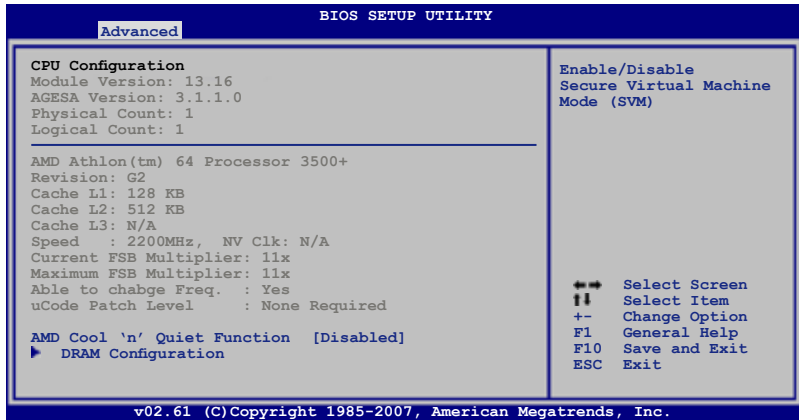 BIOS SETUP UTILITY
Advanced
CPU Configuration
Module Version: 13.16
AGESA Version: 3.1.1.0
Physical Count: 1
Logical Count: 1
AMD Athlon(tm) 64 Processor 3500+
Revision: G2
Cache L1: 128 KB
Cache L2: 512 KB
Cache L3: N/A
Speed : 2200MHz, NV Clk: N/A
Current FSB Multiplier: 11x
Maximum FSB Multiplier: 11x
Able to chabge Freq. : Yes
uCode Patch Level : None Required
AMD Cool ‘n’ Quiet Function [Disabled]
DRAM Configuration
Enable/Disable
Secure Virtual Machine
Mode (SVM)
Select Screen
Select Item
+- Change Option
F1 General Help
F10 Save and Exit
ESC Exit
v02.61 (C)Copyright 1985-2007, American Megatrends, Inc.